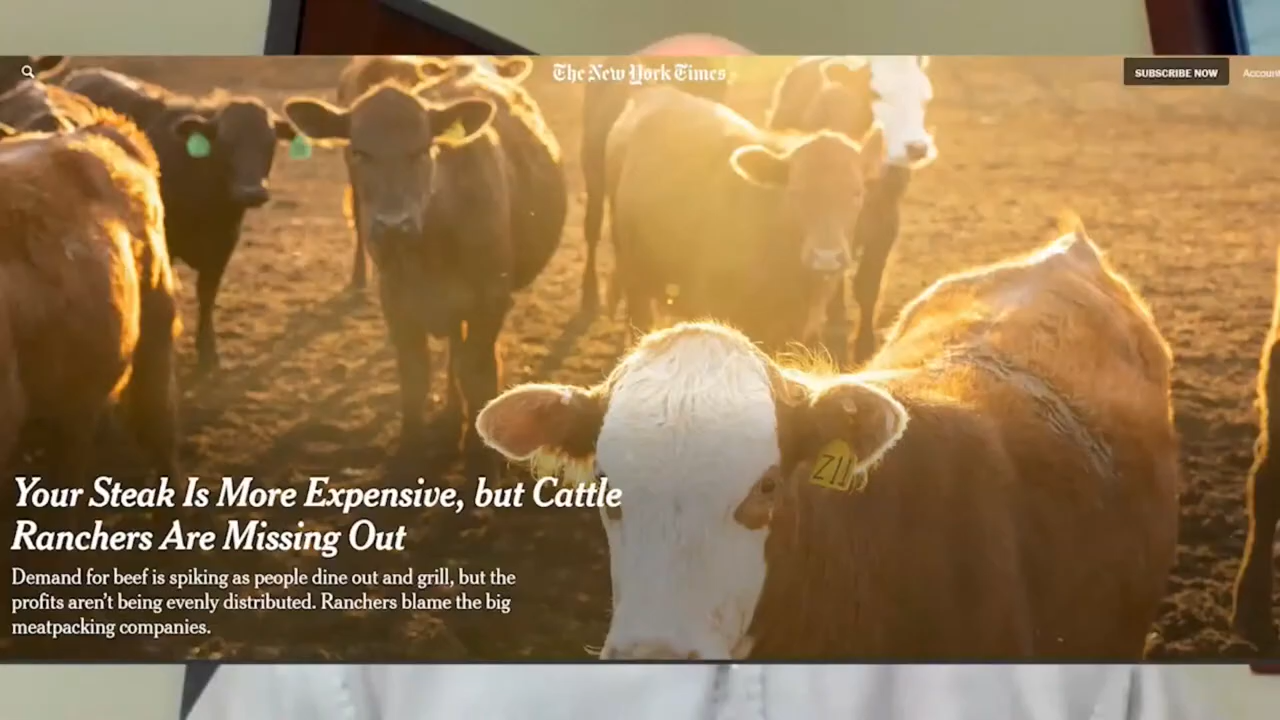 The New York Times
SUBSCRIBE NOW
Account
Your Steak Is More Expensive, but Cattle
Ranchers Are Missing Out
Demand for beef is spiking as people dine out and grill, but the
profits aren't being evenly distributed. Ranchers blame the big
meatpacking companies.
Z11